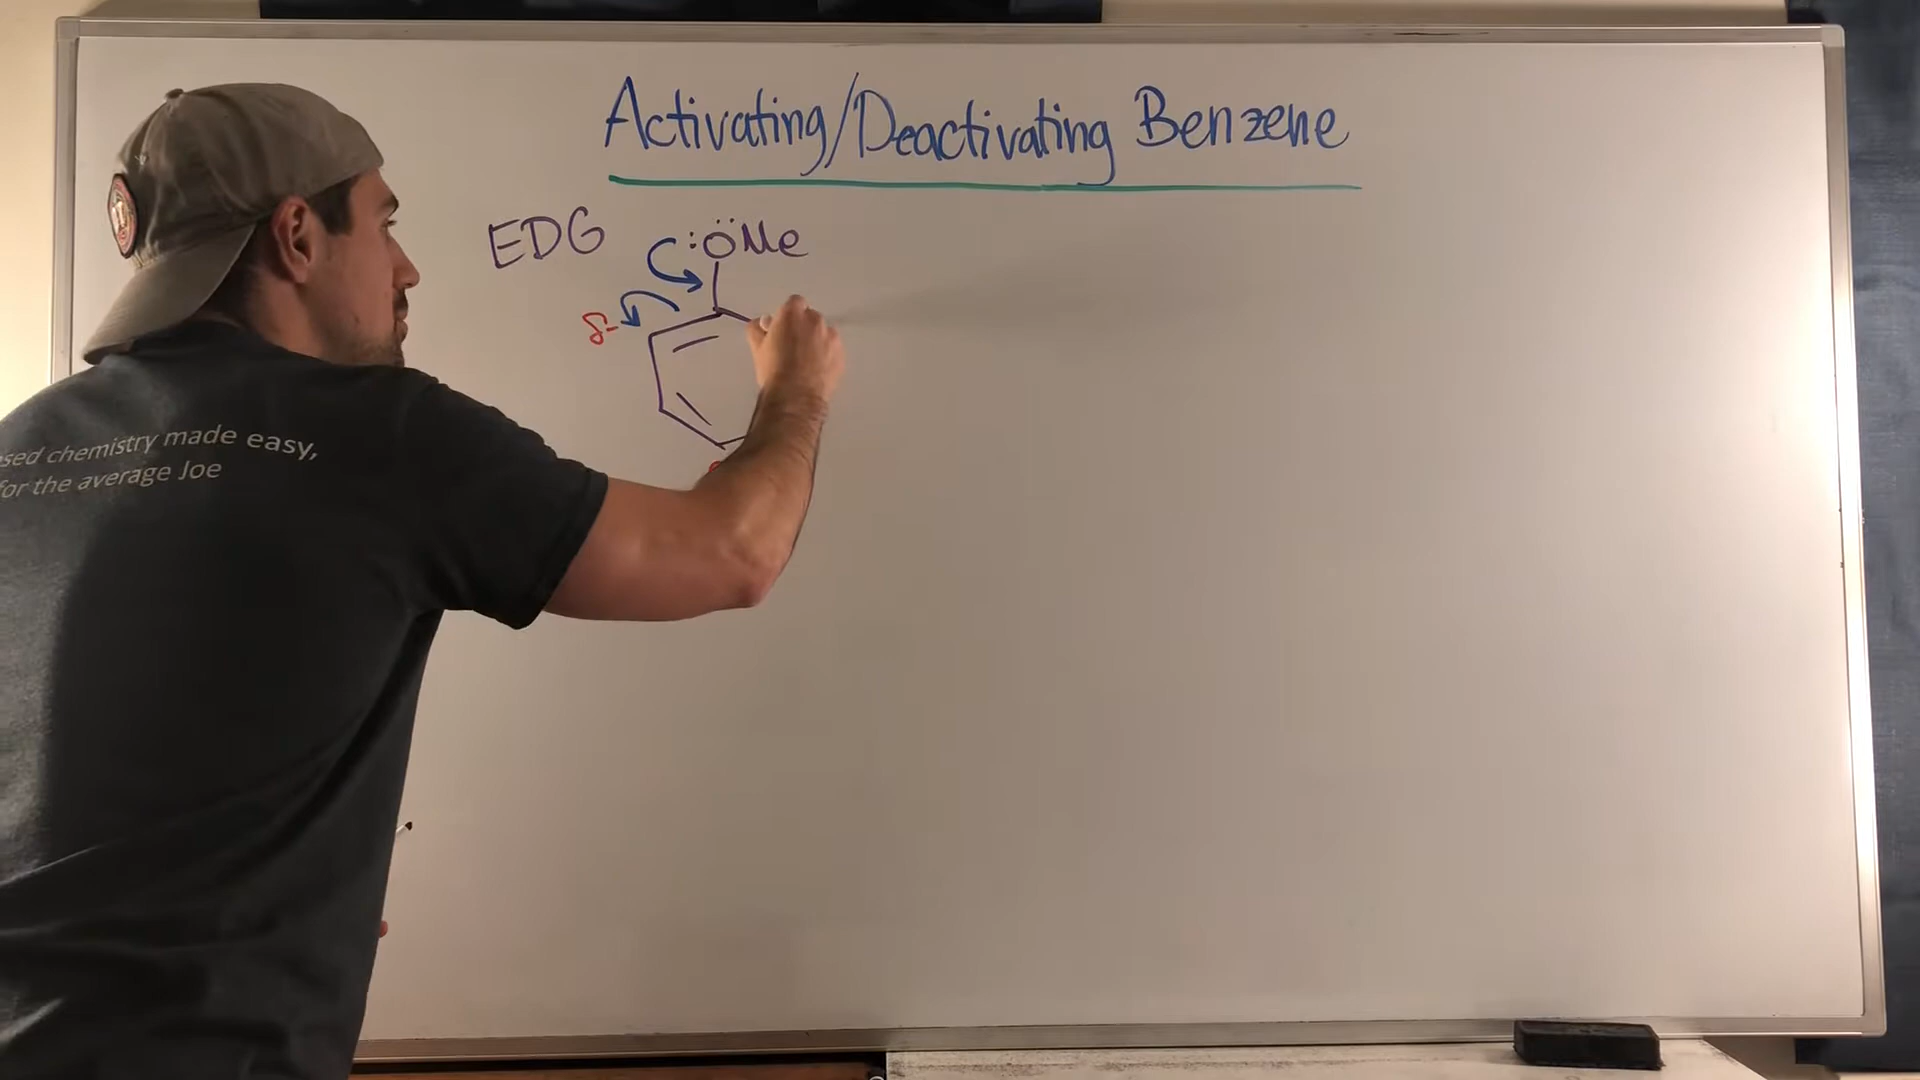 Activating/Deactivating Benzene
EDG
:ÖMe
δ-
sed chemistry made easy,
for the average Joe